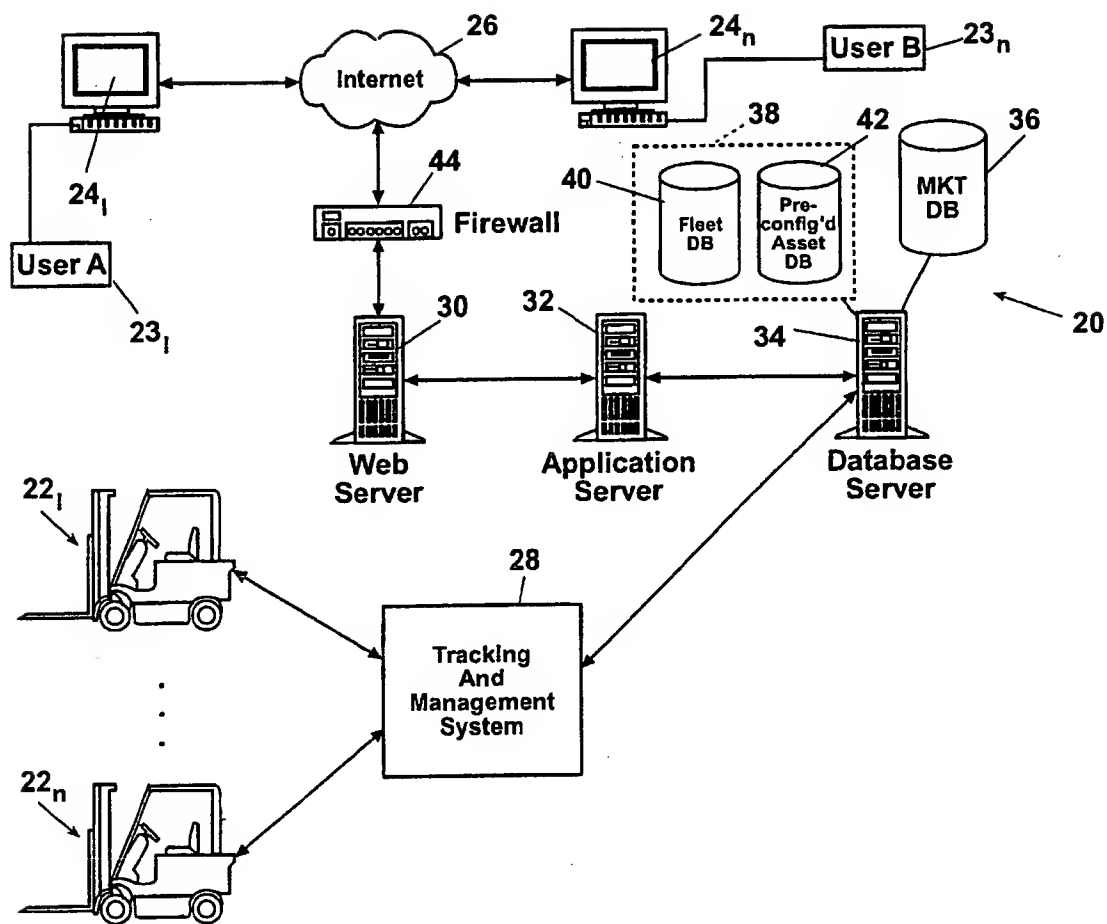 26
24n
User B
23n
Internet
38
42
36
44
40
MKT
DB
24l
Fleet
DB
Pre-
config'd
Asset
DB
Firewall
User A
30
32
34
20
23l
Web
Server
Application
Server
Database
Server
22l
28
Tracking
And
Management
System
.
.
.
22n